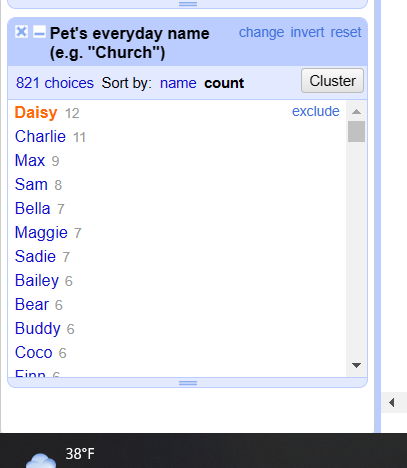 Pet's everyday name change invert reset
(e.g. "Church")
821 choices Sort by: name count Cluster
Daisy 12 exclude
Charlie 11
Max 9
Sam 8
Bella 7
Maggie 7
Sadie 7
Bailey 6
Bear 6
Buddy 6
Coco 6
Finn 6
38°F